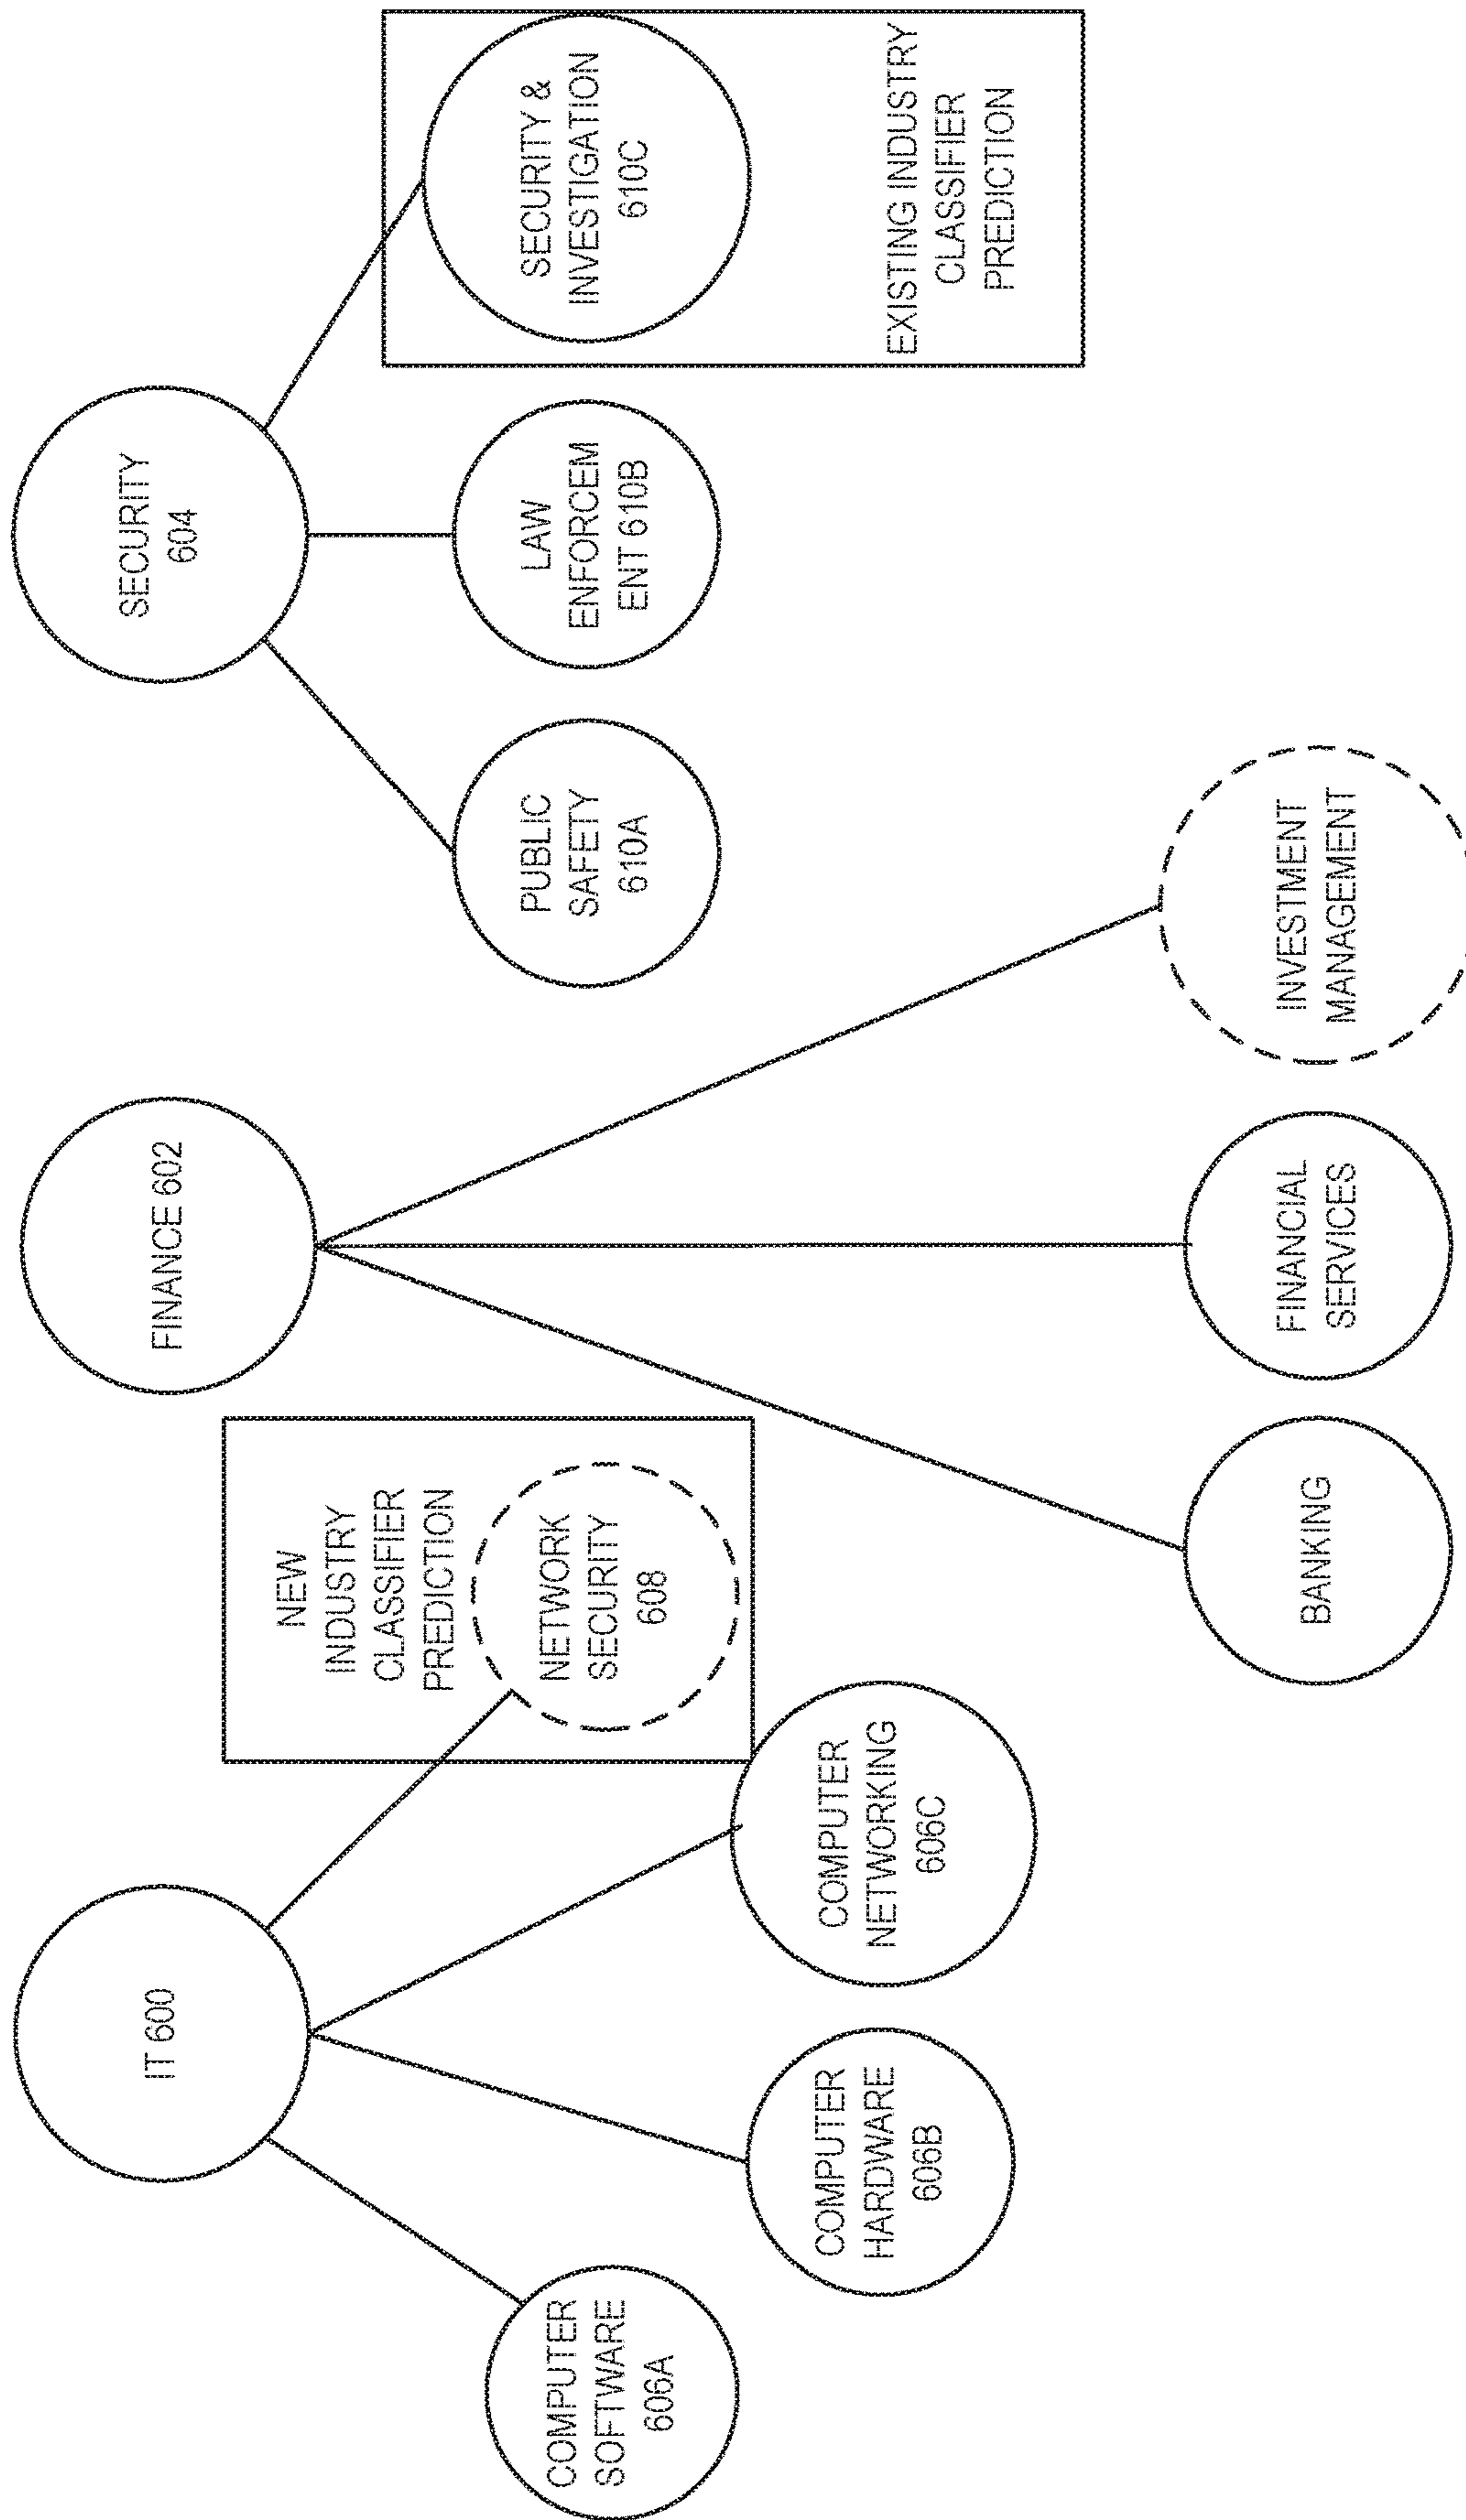 IT 600
COMPUTER
SOFTWARE
606A
COMPUTER
HARDWARE
606B
COMPUTER
NETWORKING
606C
NEW
INDUSTRY
CLASSIFIER
PREDICTION
NETWORK
SECURITY
608
FINANCE 602
BANKING
FINANCIAL
SERVICES
INVESTMENT
MANAGEMENT
SECURITY
604
PUBLIC
SAFETY
610A
LAW
ENFORCEM
ENT 610B
SECURITY &
INVESTIGATION
610C
EXISTING INDUSTRY
CLASSIFIER
PREDICTION